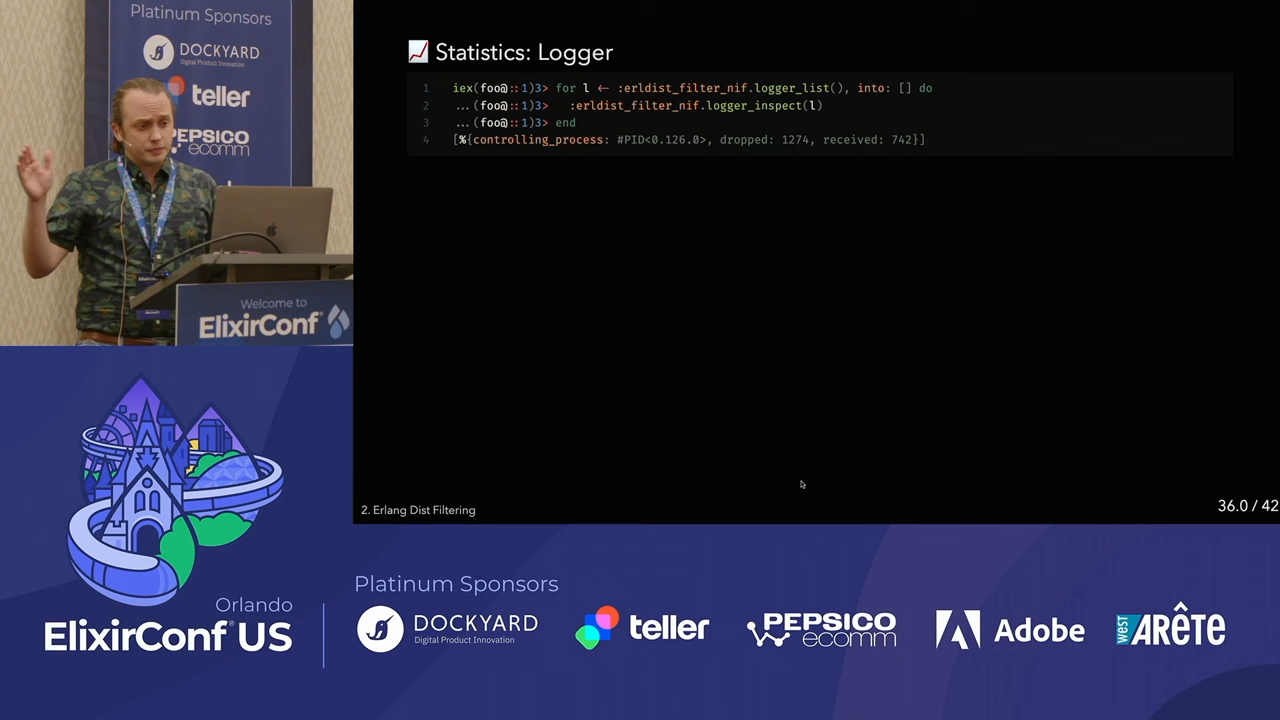 Platinum Sponsors
DOCKYARD
Digital Product Innovation
teller
PEPSICO
ecomm
Welcome to
ElixirConf
📈 Statistics: Logger
1 iex(foo@::1)3> for l <- :erldist_filter_nif.logger_list(), into: [] do
2 ...(foo@::1)3>   :erldist_filter_nif.logger_inspect(l)
3 ...(foo@::1)3> end
4 [%{controlling_process: #PID<0.126.0>, dropped: 1274, received: 742}]
2. Erlang Dist Filtering
36.0 / 42
Orlando
ElixirConf® US
Platinum Sponsors
DOCKYARD
Digital Product Innovation
teller
PEPSICO
ecomm
Adobe
west ARÊTE